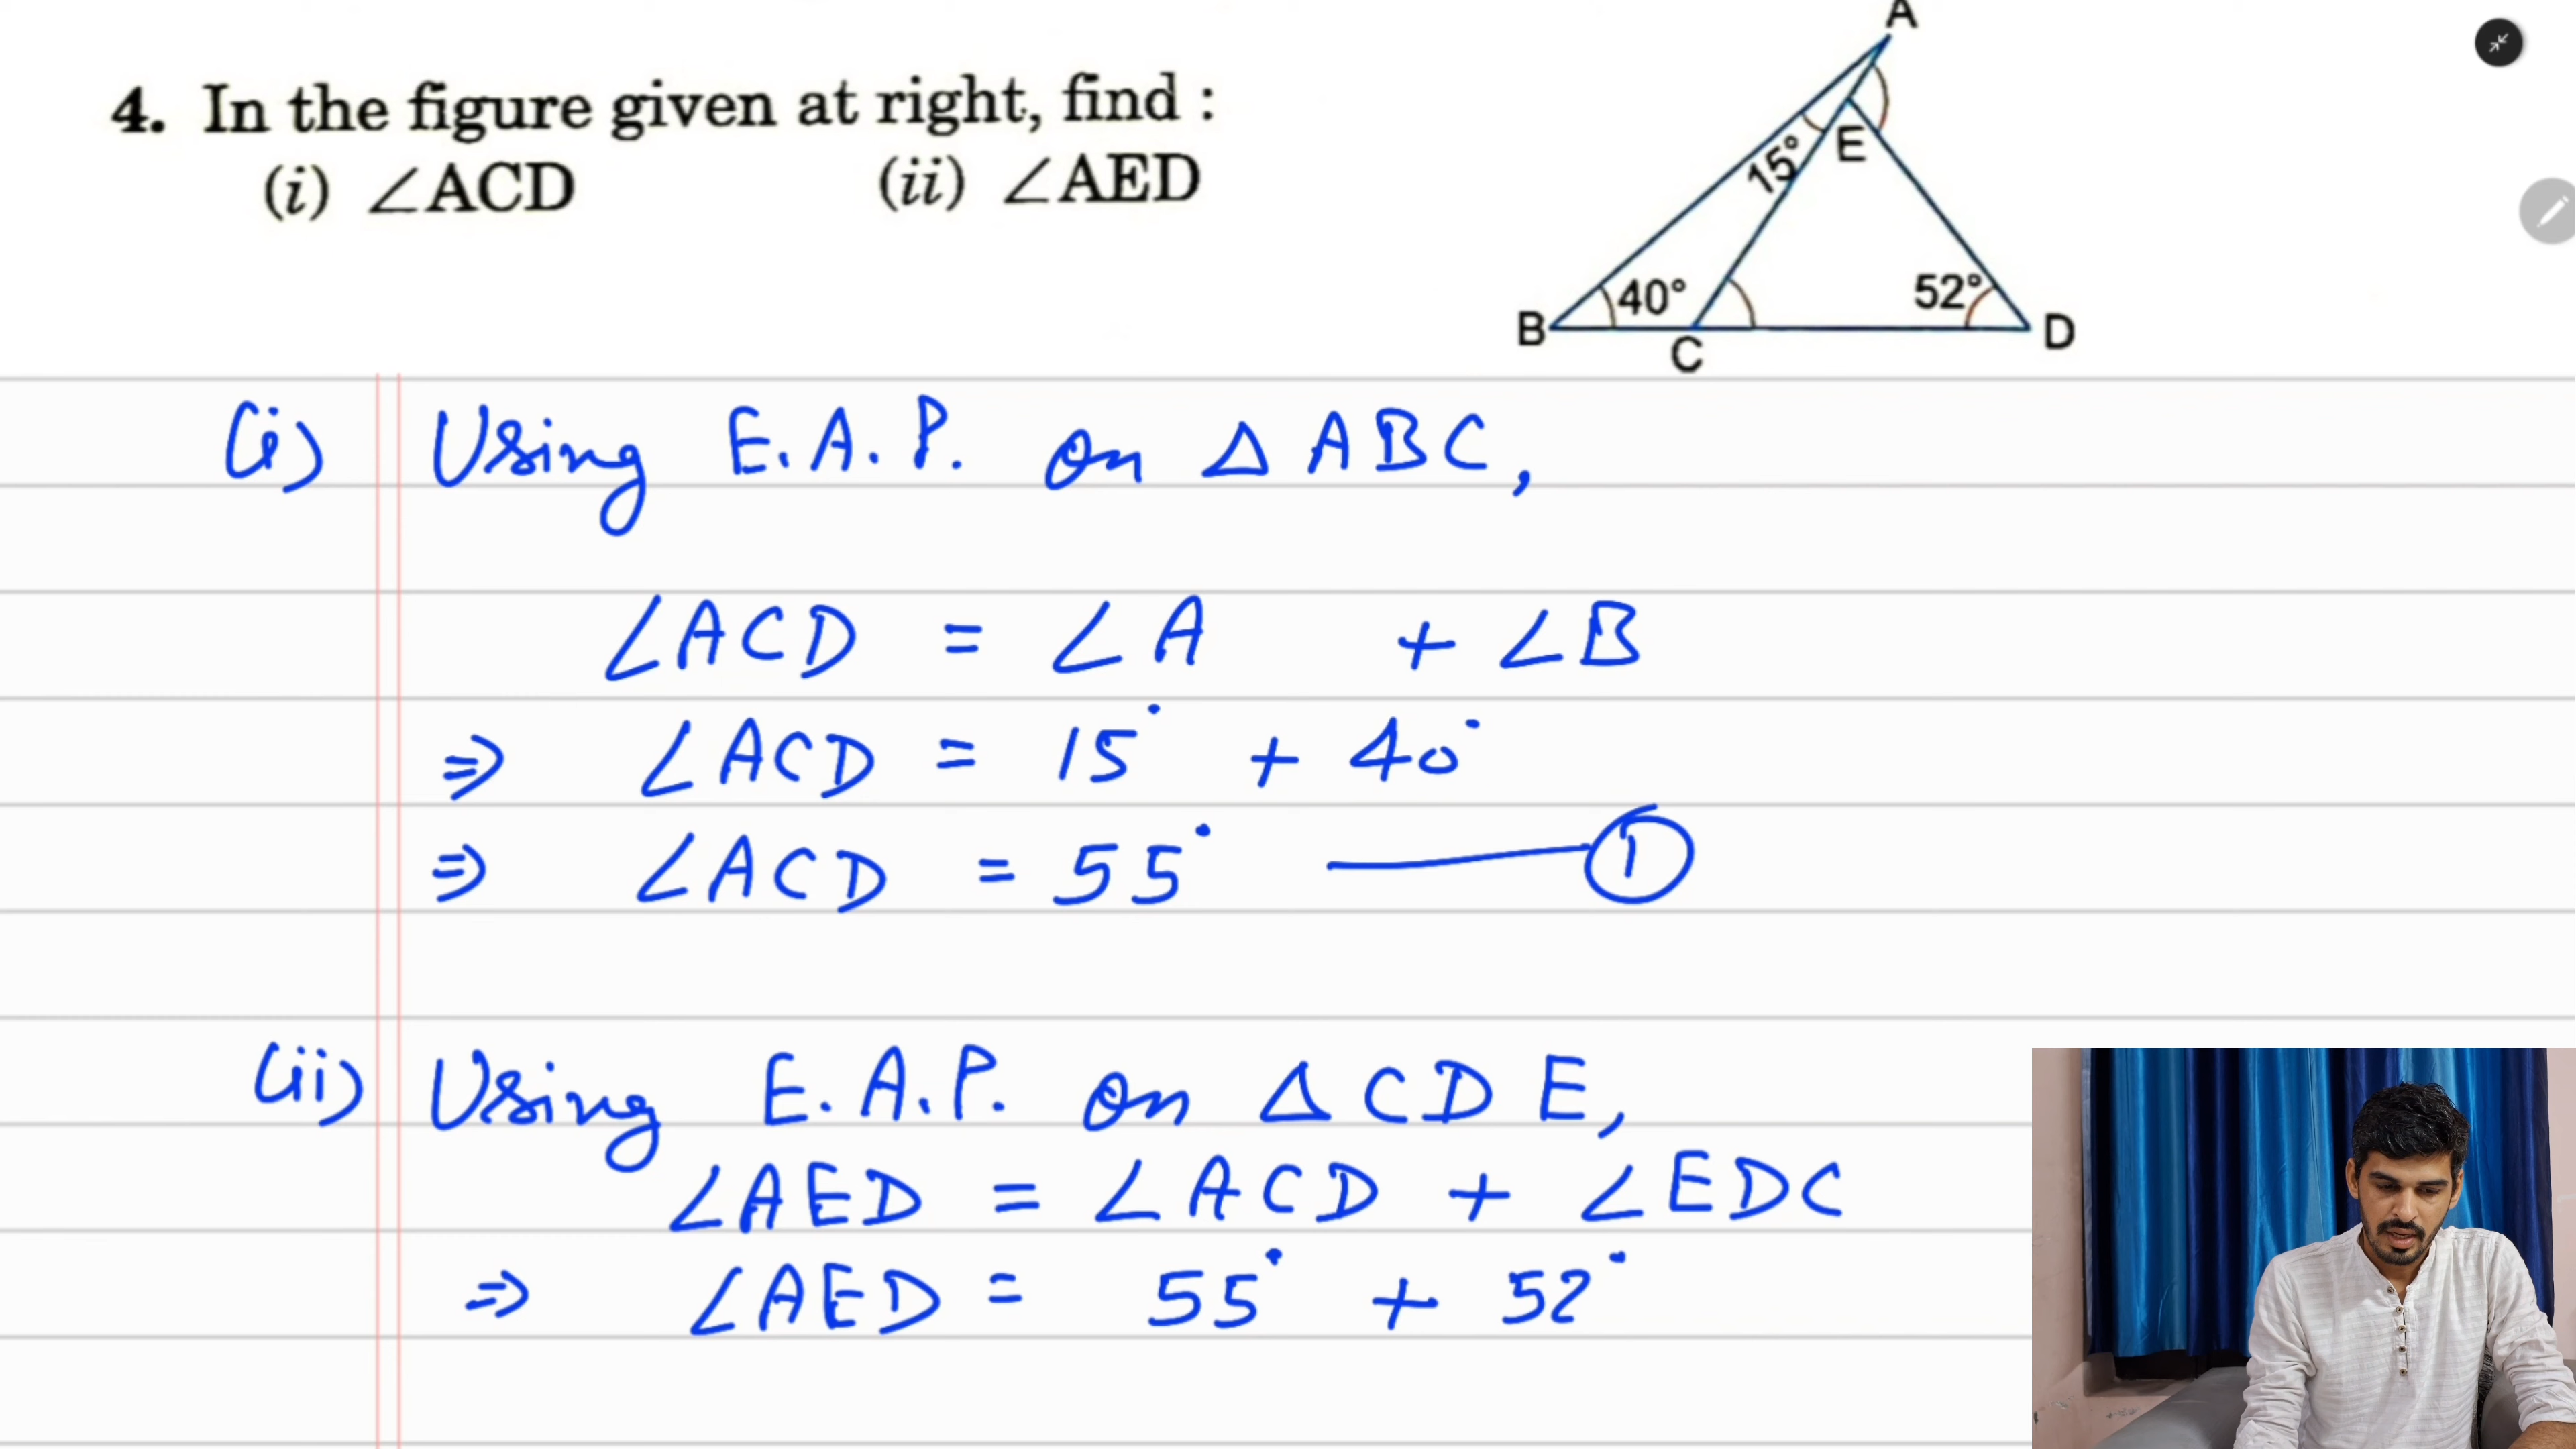 4. In the figure given at right, find :
(i) ∠ACD (ii) ∠AED
A
E
15°
40°
52°
B
C
D
(i) Using E.A.P. on △ ABC,
∠ACD = ∠A + ∠B
⇒ ∠ACD = 15° + 40°
⇒ ∠ACD = 55° —— ①
(ii) Using E.A.P. on △ CDE,
∠AED = ∠ACD + ∠EDC
⇒ ∠AED = 55° + 52°